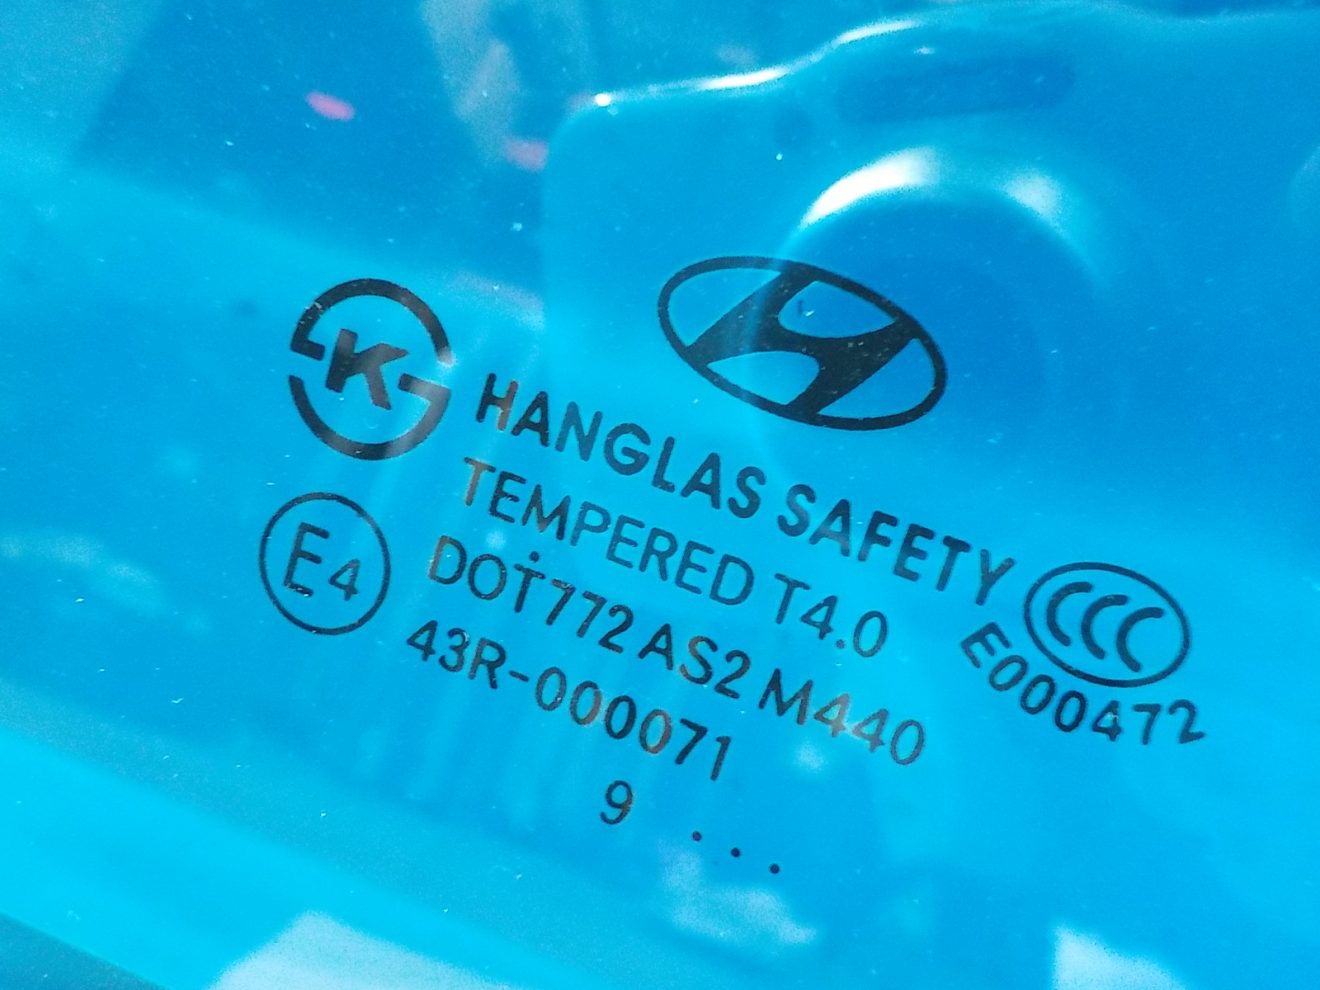 K
HANGLAS SAFETY
TEMPERED T4.0
E4
DOT772 AS2 M440
43R-000071
9 ...
CCC
E000472